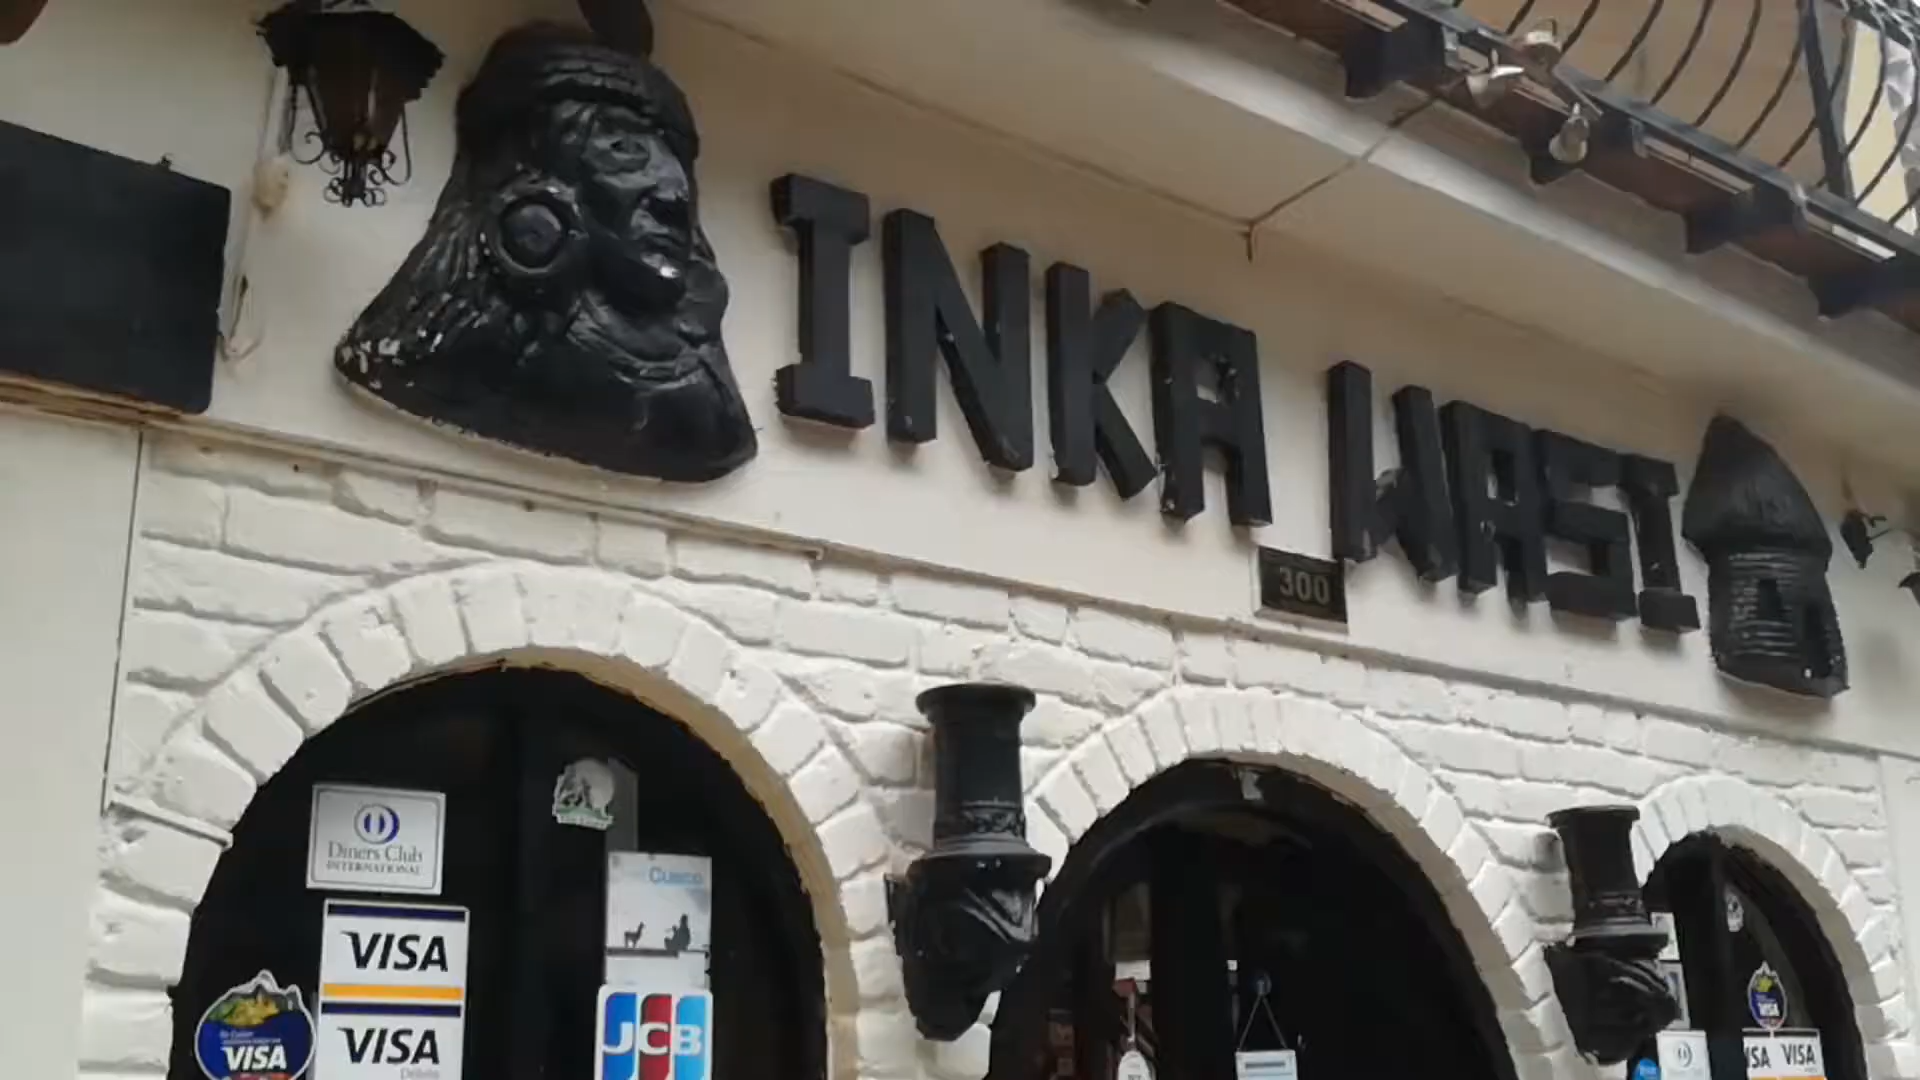 INKA WASI
300
Diners Club
INTERNATIONAL
Cusco
VISA
VISA
VISA
JCB
VISA
VISA